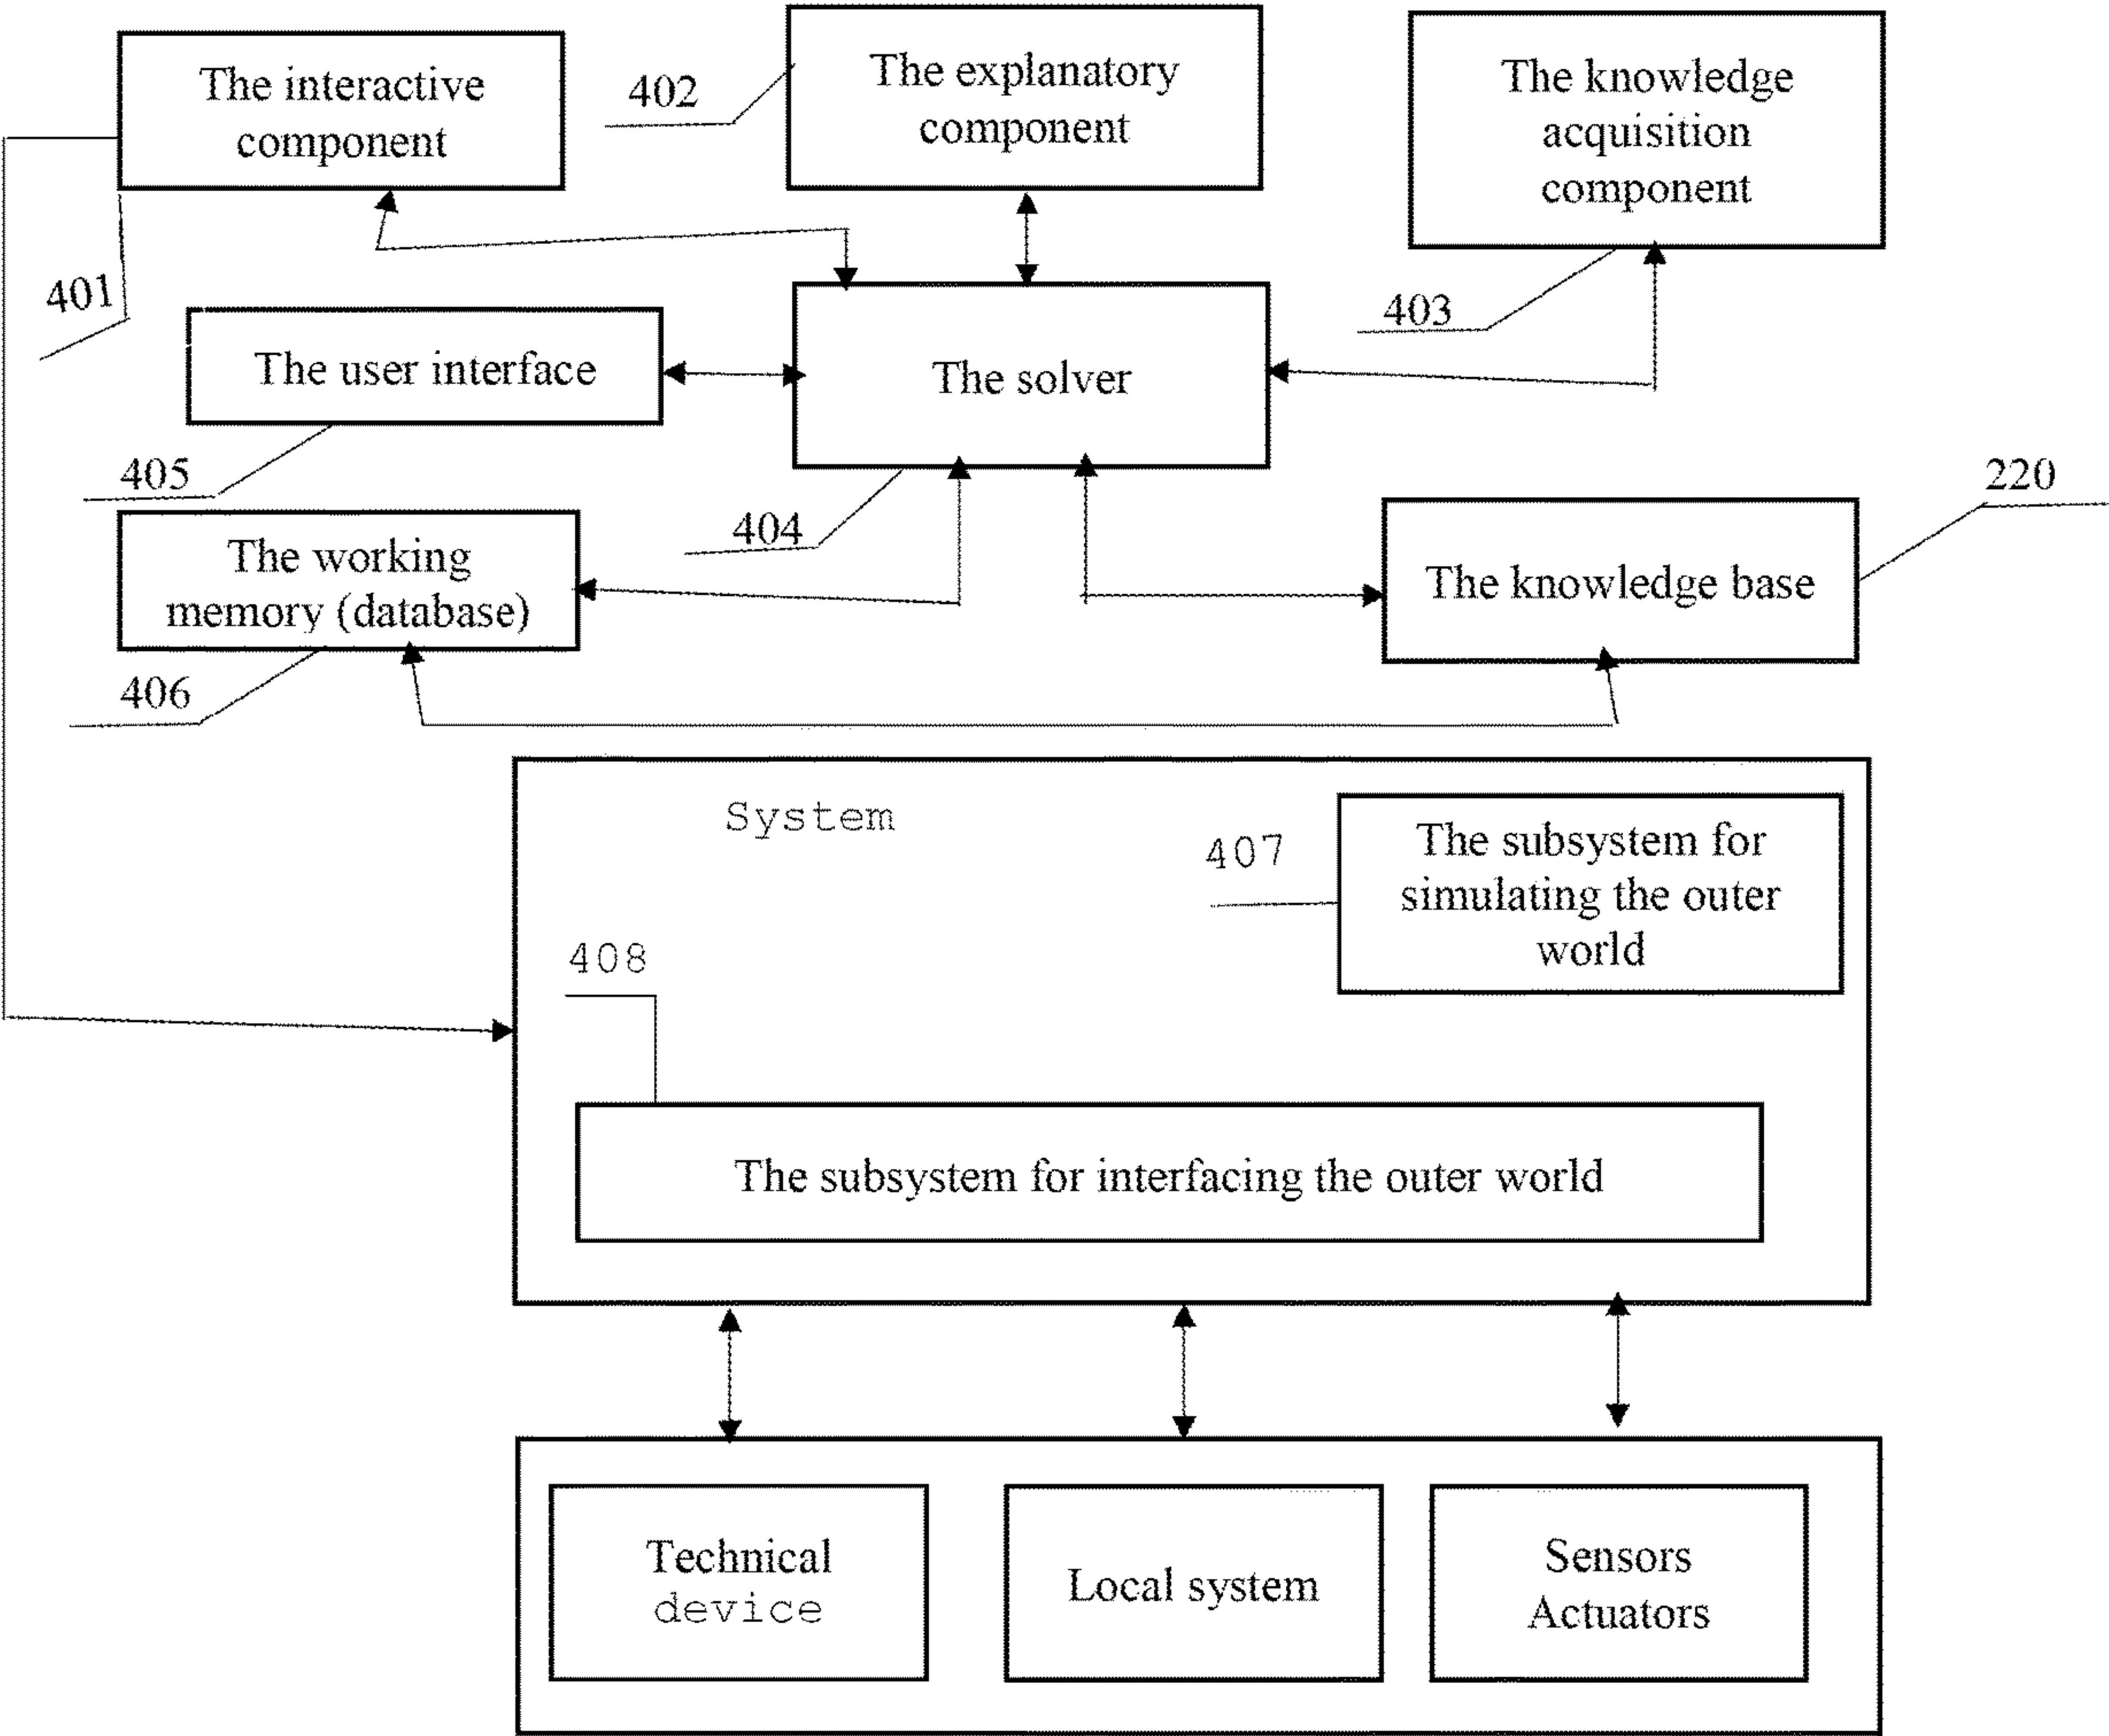 The interactive
component
402
The explanatory
component
The knowledge
acquisition
component
401
403
The user interface
The solver
405
404
220
The working
memory (database)
The knowledge base
406
System
407
The subsystem for
simulating the outer
world
408
The subsystem for interfacing the outer world
Technical
device
Local system
Sensors
Actuators